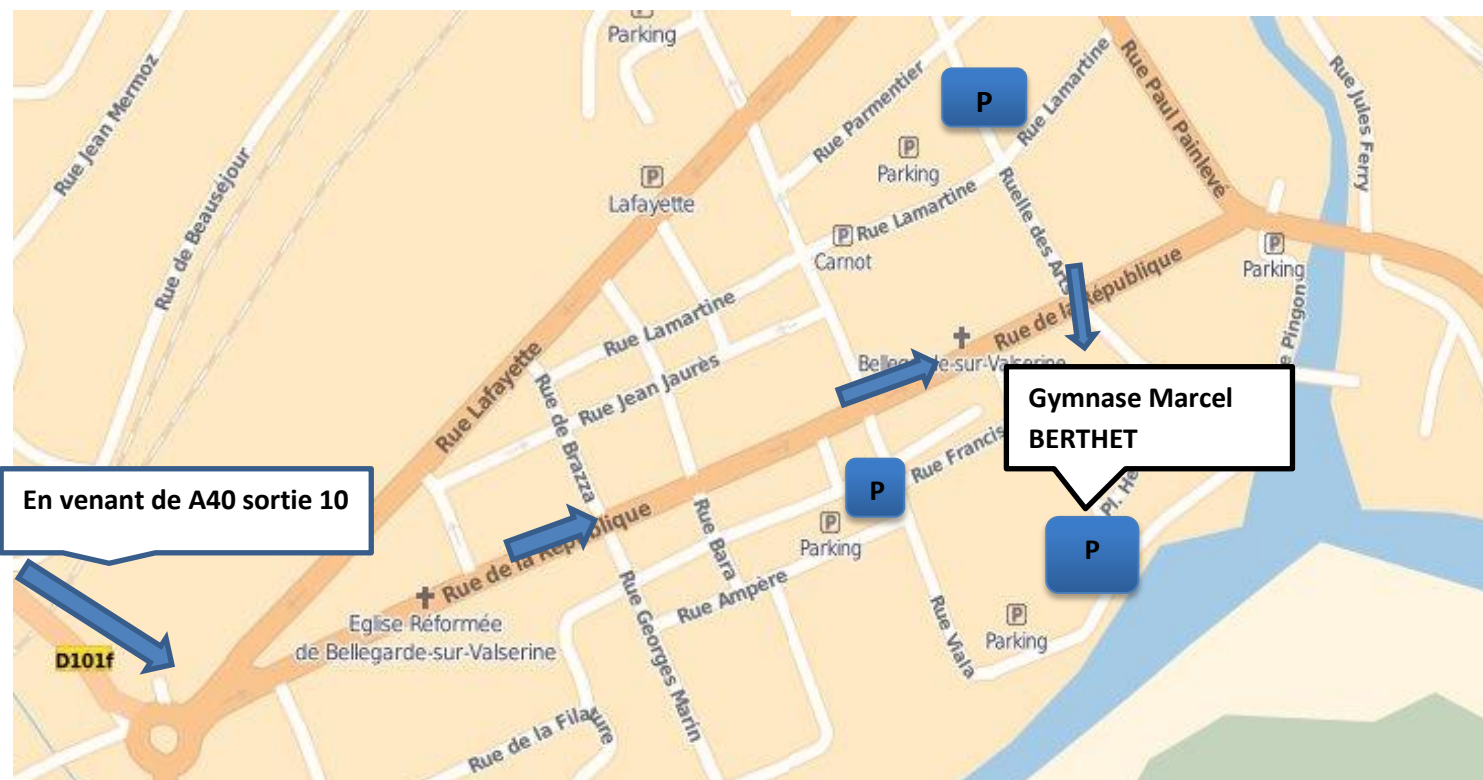 Parking
Rue Jean Mermoz
Rue de Beauséjour
Rue Parmentier
P
Rue Lamartine
Rue Paul Painlevé
Rue Jules Ferry
P
Parking
P
Lafayette
Rue Lamartine
P
Carnot
Ruelle des Arts
P
Parking
Rue de la République
Rue Lamartine
Bellegarde-sur-Valserine
Pingon
Rue Jean Jaurès
Rue Lafayette
Rue de Brazza
Gymnase Marcel
BERTHET
Rue Francis
Pl. He
P
En venant de A40 sortie 10
P
Parking
P
Rue de la République
Rue Bara
Eglise Réformée
de Bellegarde-sur-Valserine
Rue Ampère
Rue Georges Marin
Rue Viala
P
Parking
D101f
Rue de la Filature